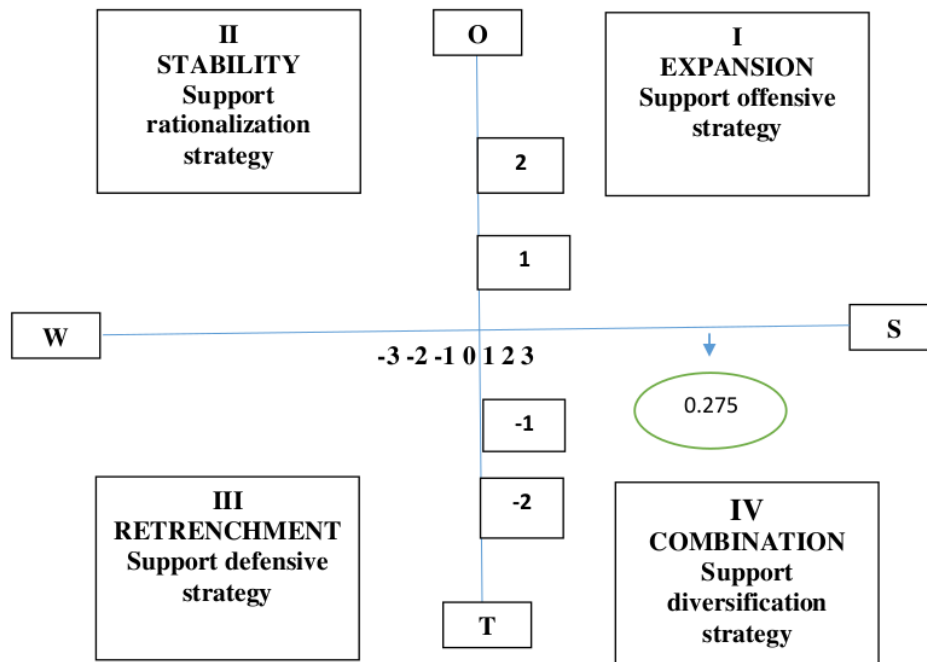 II
STABILITY
Support
rationalization
strategy
O
I
EXPANSION
Support offensive
strategy
2
1
W
S
-3 -2 -1 0 1 2 3
0.275
-1
-2
III
RETRENCHMENT
Support defensive
strategy
IV
COMBINATION
Support
diversification
strategy
T